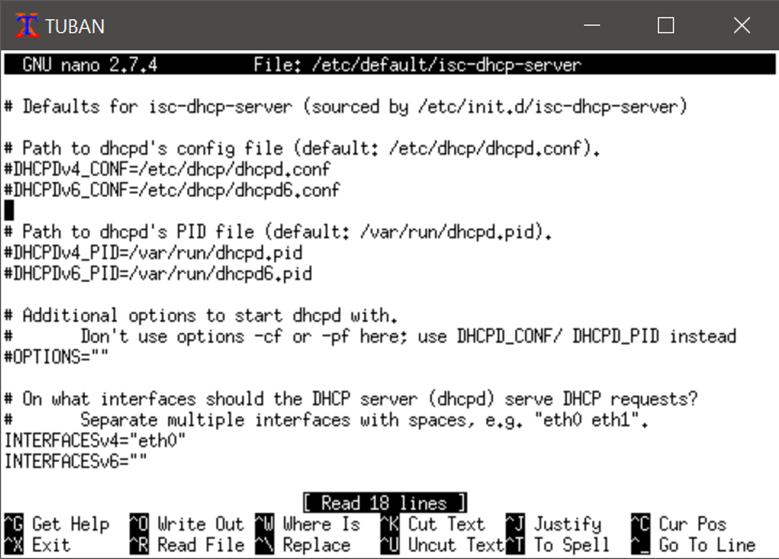 TUBAN
GNU nano 2.7.4 File: /etc/default/isc-dhcp-server
# Defaults for isc-dhcp-server (sourced by /etc/init.d/isc-dhcp-server)
# Path to dhcpd's config file (default: /etc/dhcp/dhcpd.conf).
#DHCPDv4_CONF=/etc/dhcp/dhcpd.conf
#DHCPDv6_CONF=/etc/dhcp/dhcpd6.conf
# Path to dhcpd's PID file (default: /var/run/dhcpd.pid).
#DHCPDv4_PID=/var/run/dhcpd.pid
#DHCPDv6_PID=/var/run/dhcpd6.pid
# Additional options to start dhcpd with.
#       Don't use options -cf or -pf here; use DHCPD_CONF/ DHCPD_PID instead
#OPTIONS=""
# On what interfaces should the DHCP server (dhcpd) serve DHCP requests?
#       Separate multiple interfaces with spaces, e.g. "eth0 eth1".
INTERFACESv4="eth0"
INTERFACESv6=""
[ Read 18 lines ]
^G Get Help ^O Write Out ^W Where Is ^K Cut Text ^J Justify ^C Cur Pos
^X Exit ^R Read File ^\ Replace ^U Uncut Text ^T To Spell ^_ Go To Line